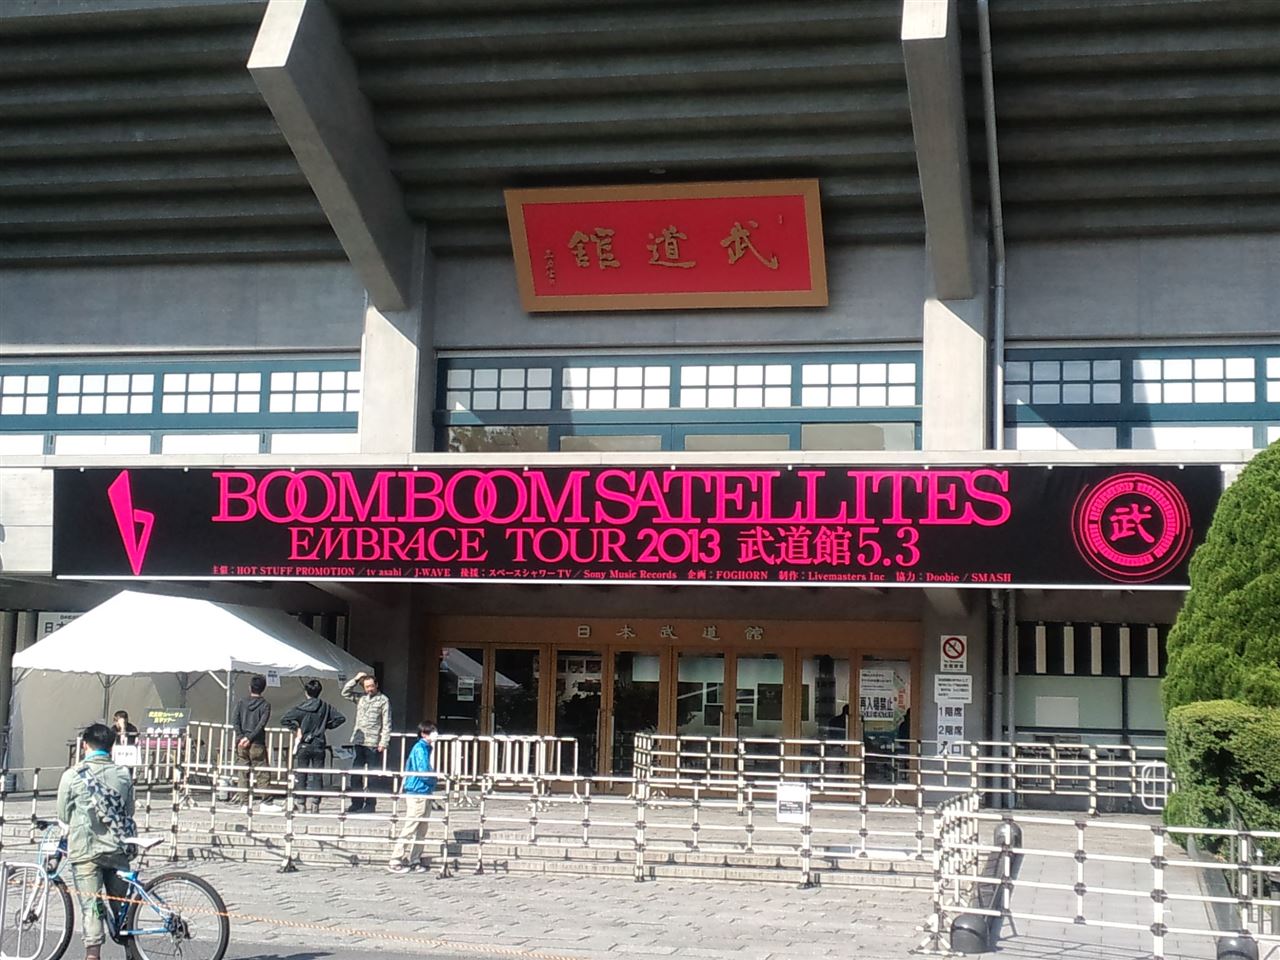 武道館
BOOM BOOM SATELLITES
EMBRACE TOUR 2013 武道館 5.3
武
主催：HOT STUFF PROMOTION／tv asahi／J-WAVE 後援：スペースシャワーTV／Sony Music Records 企画：FOGHORN 制作：Livemasters Inc 協力：Doobie／SMASH
日本武道館
再入場禁止
1階席
2階席
入口